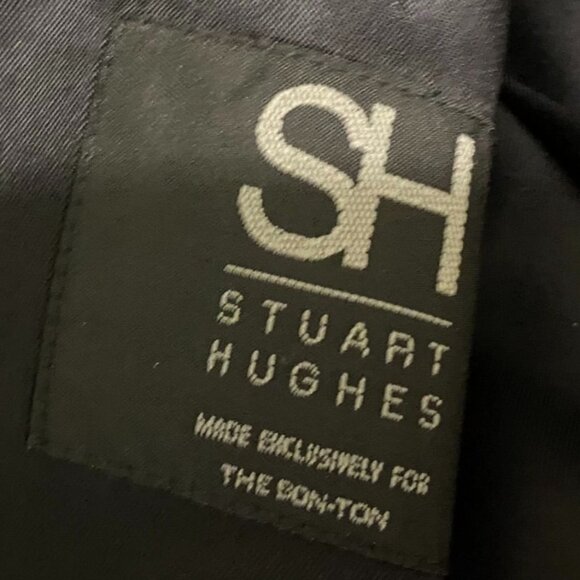 SH
STUART
HUGHES
MADE EXCLUSIVELY FOR
THE BON-TON